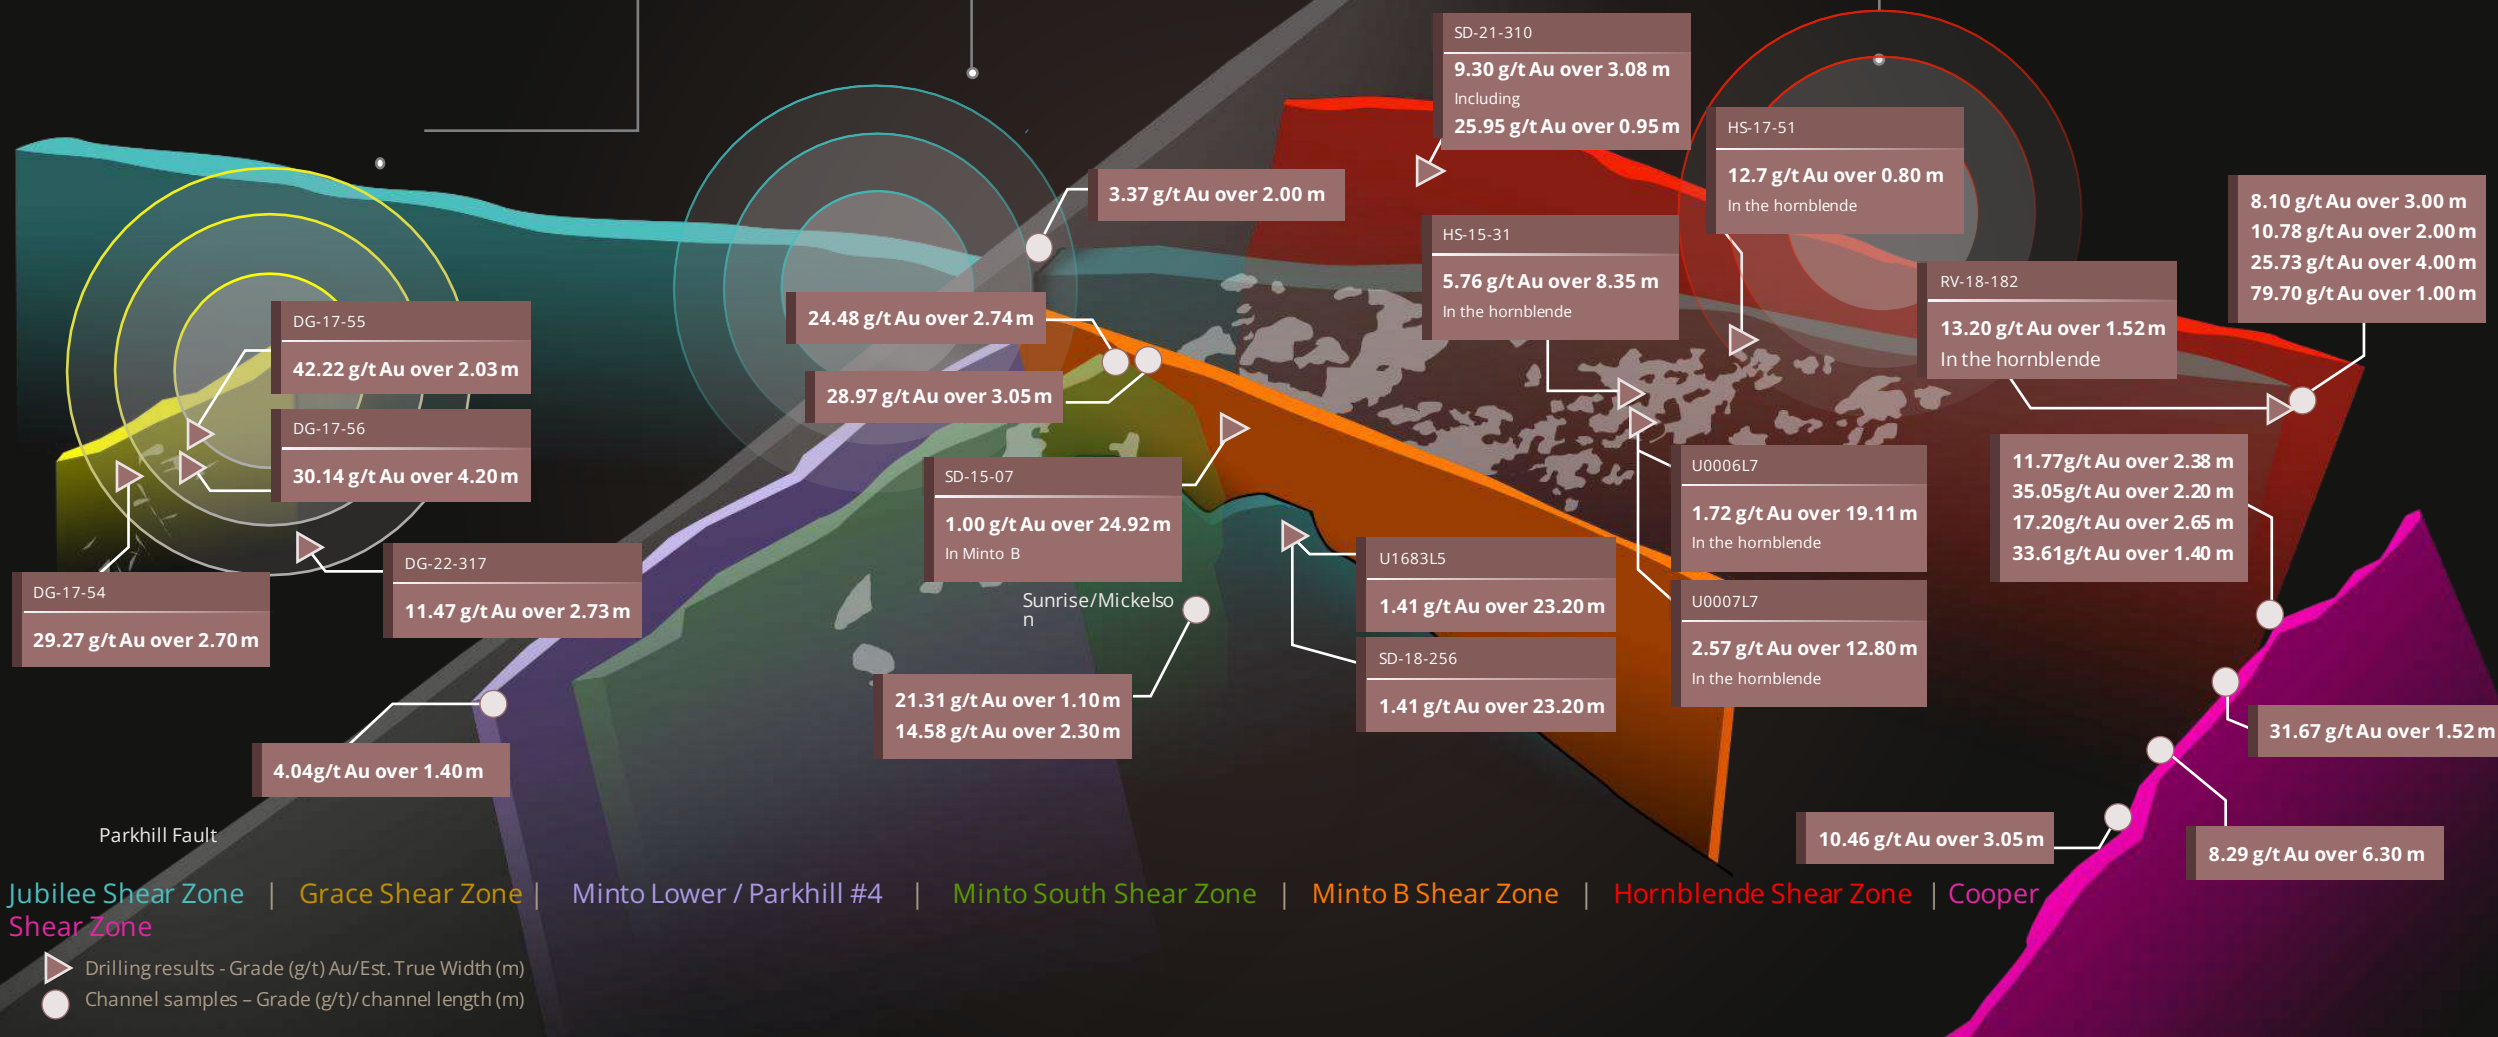 SD-21-310
9.30 g/t Au over 3.08 m
Including
25.95 g/t Au over 0.95 m
HS-17-51
12.7 g/t Au over 0.80 m
In the hornblende
3.37 g/t Au over 2.00 m
8.10 g/t Au over 3.00 m
10.78 g/t Au over 2.00 m
25.73 g/t Au over 4.00 m
79.70 g/t Au over 1.00 m
HS-15-31
5.76 g/t Au over 8.35 m
In the hornblende
RV-18-182
13.20 g/t Au over 1.52 m
In the hornblende
DG-17-55
42.22 g/t Au over 2.03 m
24.48 g/t Au over 2.74 m
28.97 g/t Au over 3.05 m
DG-17-56
30.14 g/t Au over 4.20 m
SD-15-07
1.00 g/t Au over 24.92 m
In Minto B
U0006L7
1.72 g/t Au over 19.11 m
In the hornblende
11.77g/t Au over 2.38 m
35.05g/t Au over 2.20 m
17.20g/t Au over 2.65 m
33.61g/t Au over 1.40 m
DG-22-317
11.47 g/t Au over 2.73 m
DG-17-54
29.27 g/t Au over 2.70 m
U1683L5
1.41 g/t Au over 23.20 m
U0007L7
2.57 g/t Au over 12.80 m
In the hornblende
Sunrise/Mickelso
n
SD-18-256
1.41 g/t Au over 23.20 m
21.31 g/t Au over 1.10 m
14.58 g/t Au over 2.30 m
31.67 g/t Au over 1.52 m
4.04g/t Au over 1.40 m
10.46 g/t Au over 3.05 m
8.29 g/t Au over 6.30 m
Parkhill Fault
Jubilee Shear Zone | Grace Shear Zone | Minto Lower / Parkhill #4 | Minto South Shear Zone | Minto B Shear Zone | Hornblende Shear Zone | Cooper
Shear Zone
Drilling results - Grade (g/t) Au/Est. True Width (m)
Channel samples – Grade (g/t)/ channel length (m)